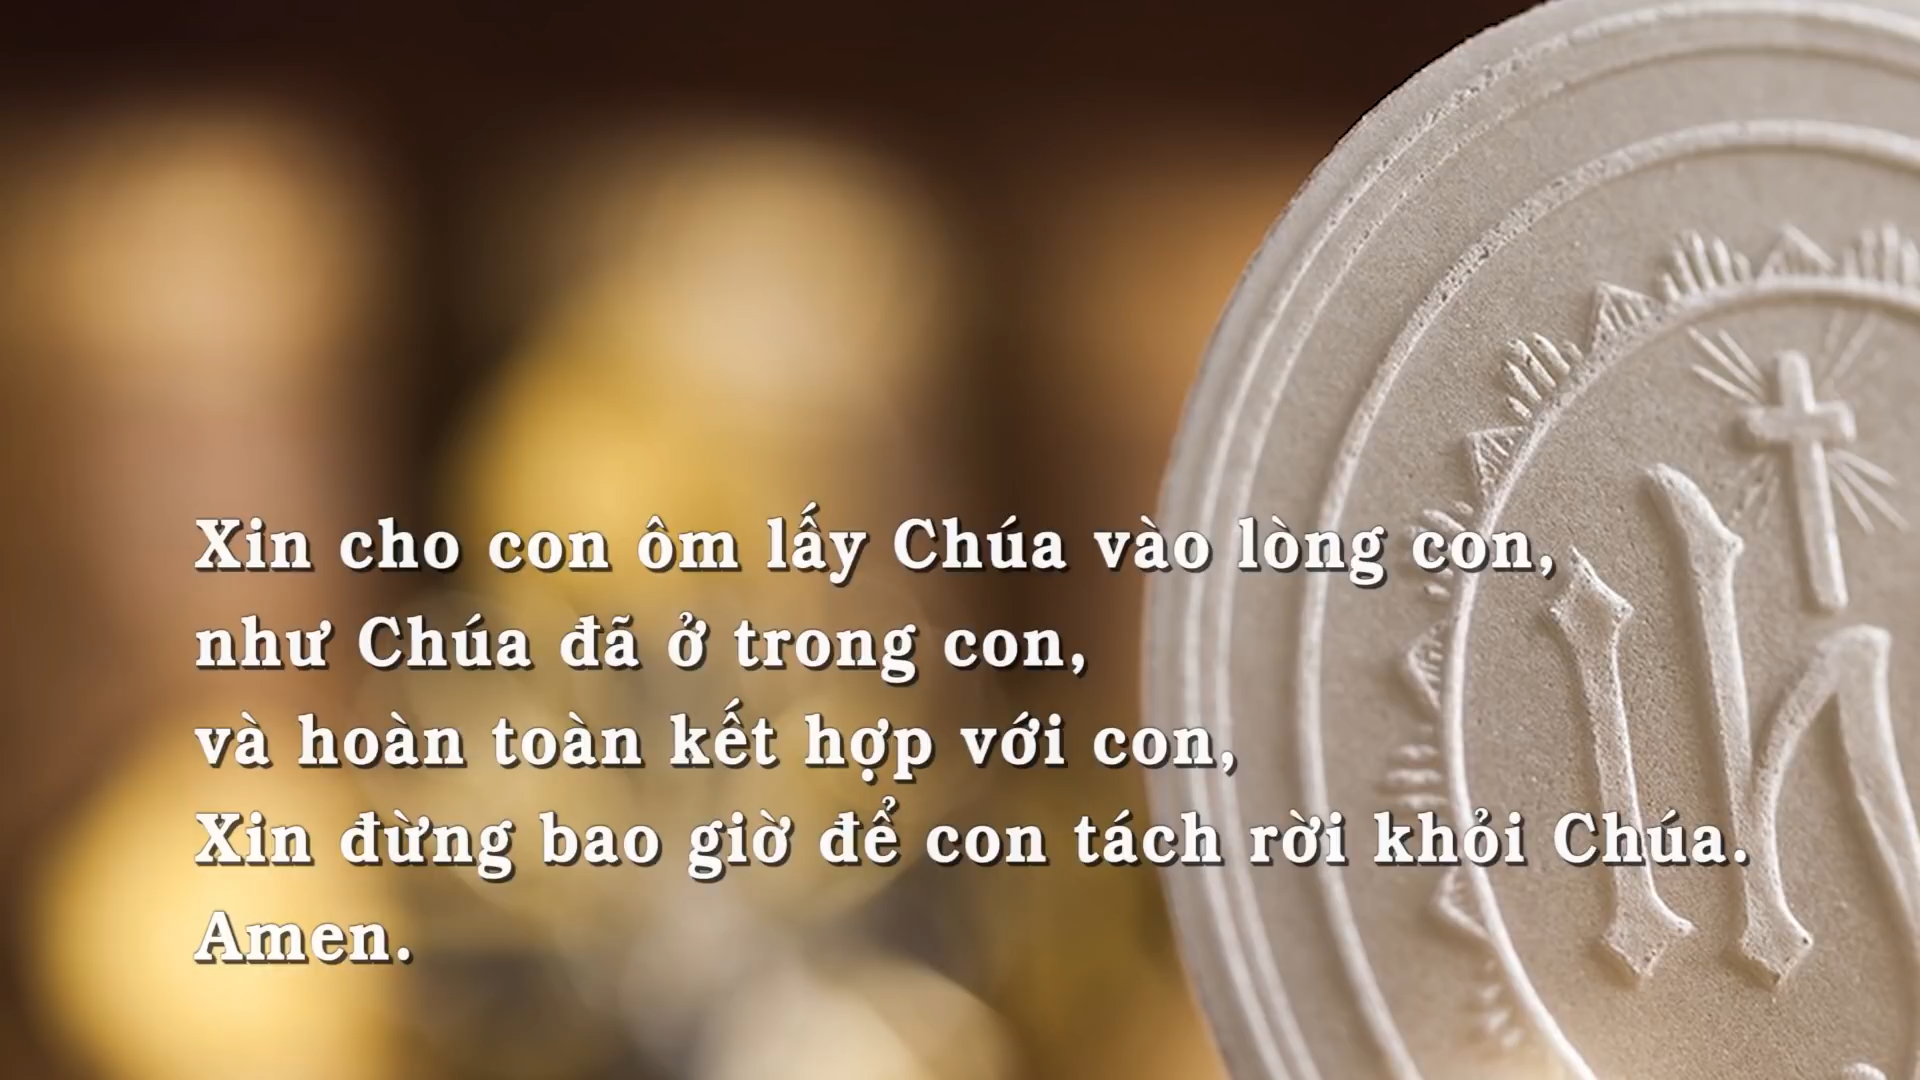 Xin cho con ôm lấy Chúa vào lòng con,
như Chúa đã ở trong con,
và hoàn toàn kết hợp với con,
Xin đừng bao giờ để con tách rời khỏi Chúa.
Amen.